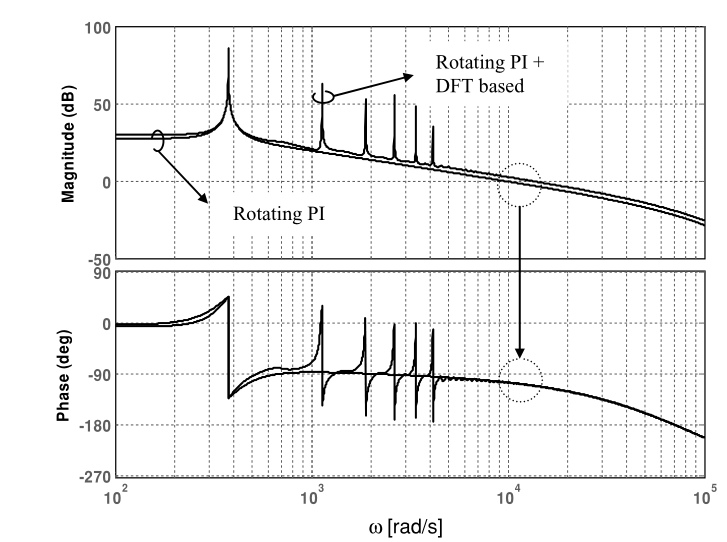 100
50
0
-50
Magnitude (dB)
Rotating PI +
DFT based
Rotating PI
90
0
-90
-180
-270
Phase (deg)
10^2
10^3
10^4
10^5
ω [rad/s]